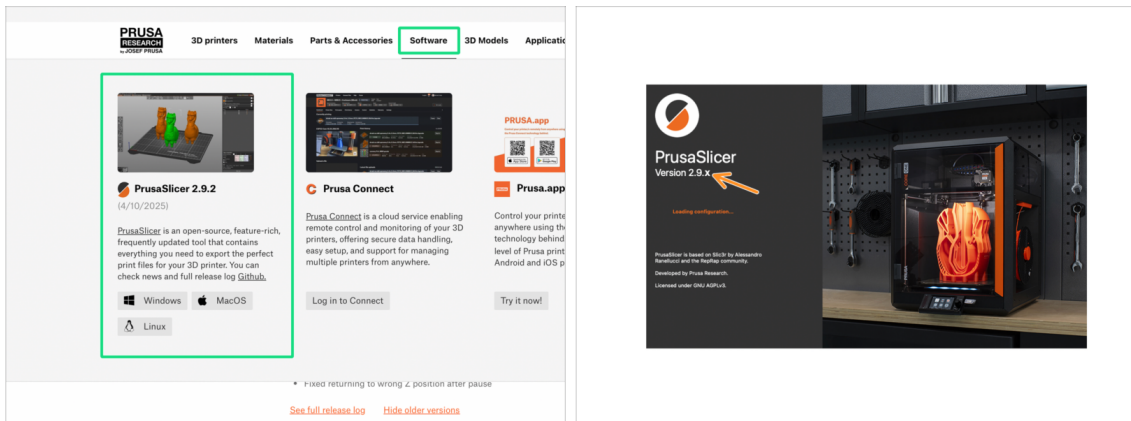 PRUSA
RESEARCH
by JOSEF PRUSA
3D printers
Materials
Parts & Accessories
Software
3D Models
PrusaSlicer 2.9.2
(4/10/2025)
PrusaSlicer is an open-source, feature-rich,
frequently updated tool that contains
everything you need to export the perfect
print files for your 3D printer. You can
check news and full release log Github.
Windows
MacOS
Linux
Prusa Connect
Prusa Connect is a cloud service enabling
remote control and monitoring of your 3D
printers, offering secure data handling,
easy setup, and support for managing
multiple printers from anywhere.
Log in to Connect
PRUSA.app
Prusa.app
Control your printe
anywhere using the
technology behind
level of Prusa print
Android and iOS p
Try it now!
Fixed returning to wrong Z position after pause
See full release log
Hide older versions
PrusaSlicer
Version 2.9.x
Loading configuration...
PrusaSlicer is based on Slic3r by Alessandro
Ranellucci and the RepRap community.
Developed by Prusa Research.
Licensed under GNU AGPLv3.